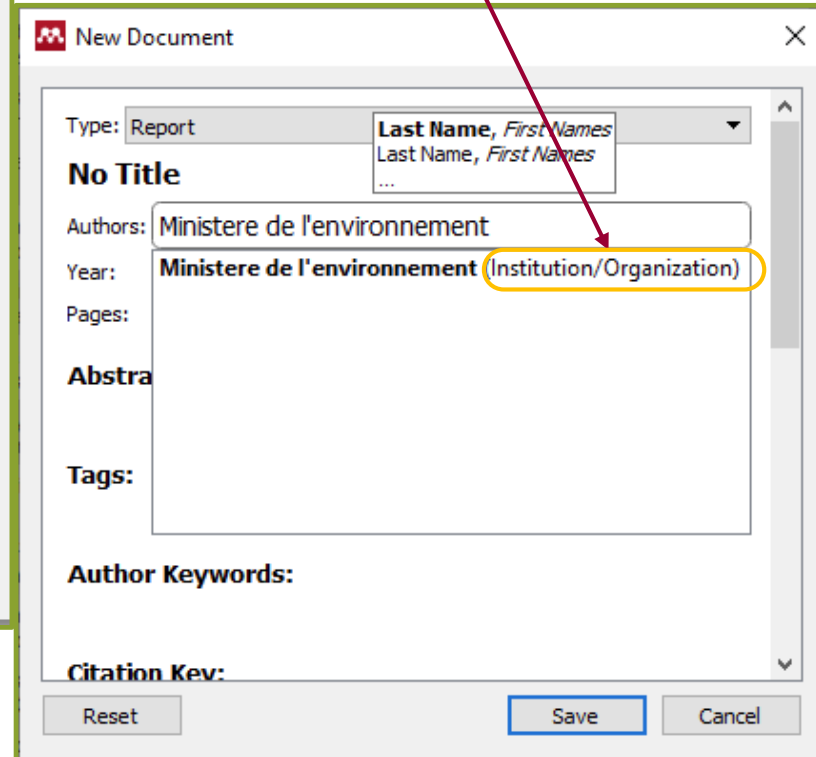 New Document
Type: Report
Last Name, First Names
Last Name, First Names
...
No Title
Authors: Ministere de l'environnement
Year: Ministere de l'environnement (Institution/Organization)
Pages:
Abstra
Tags:
Author Keywords:
Citation Key:
Reset Save Cancel